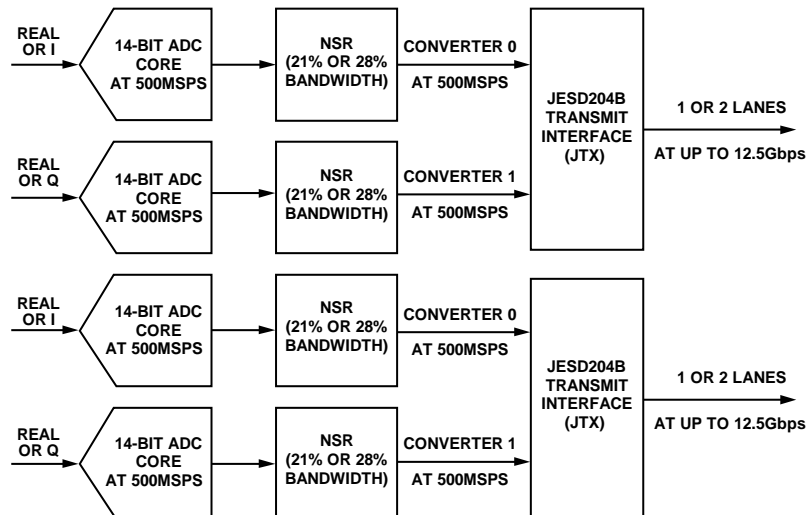 REAL
OR I
14-BIT ADC
CORE
AT 500MSPS
NSR
(21% OR 28%
BANDWIDTH)
CONVERTER 0
AT 500MSPS
JESD204B
TRANSMIT
INTERFACE
(JTX)
1 OR 2 LANES
AT UP TO 12.5Gbps
REAL
OR Q
14-BIT ADC
CORE
AT 500MSPS
NSR
(21% OR 28%
BANDWIDTH)
CONVERTER 1
AT 500MSPS
REAL
OR I
14-BIT ADC
CORE
AT 500MSPS
NSR
(21% OR 28%
BANDWIDTH)
CONVERTER 0
AT 500MSPS
JESD204B
TRANSMIT
INTERFACE
(JTX)
1 OR 2 LANES
AT UP TO 12.5Gbps
REAL
OR Q
14-BIT ADC
CORE
AT 500MSPS
NSR
(21% OR 28%
BANDWIDTH)
CONVERTER 1
AT 500MSPS